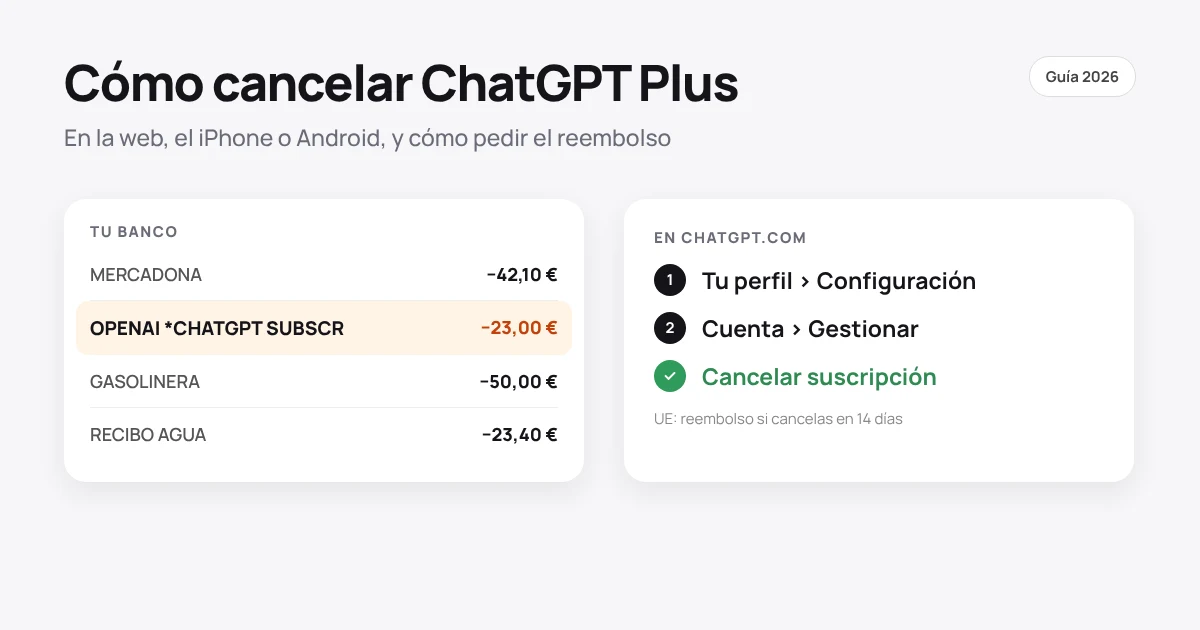 Cómo cancelar ChatGPT Plus
Guía 2026
En la web, el iPhone o Android, y cómo pedir el reembolso
TU BANCO
MERCADONA −42,10 €
OPENAI *CHATGPT SUBSCR −23,00 €
GASOLINERA −50,00 €
RECIBO AGUA −23,40 €
EN CHATGPT.COM
1 Tu perfil › Configuración
2 Cuenta › Gestionar
✓ Cancelar suscripción
UE: reembolso si cancelas en 14 días